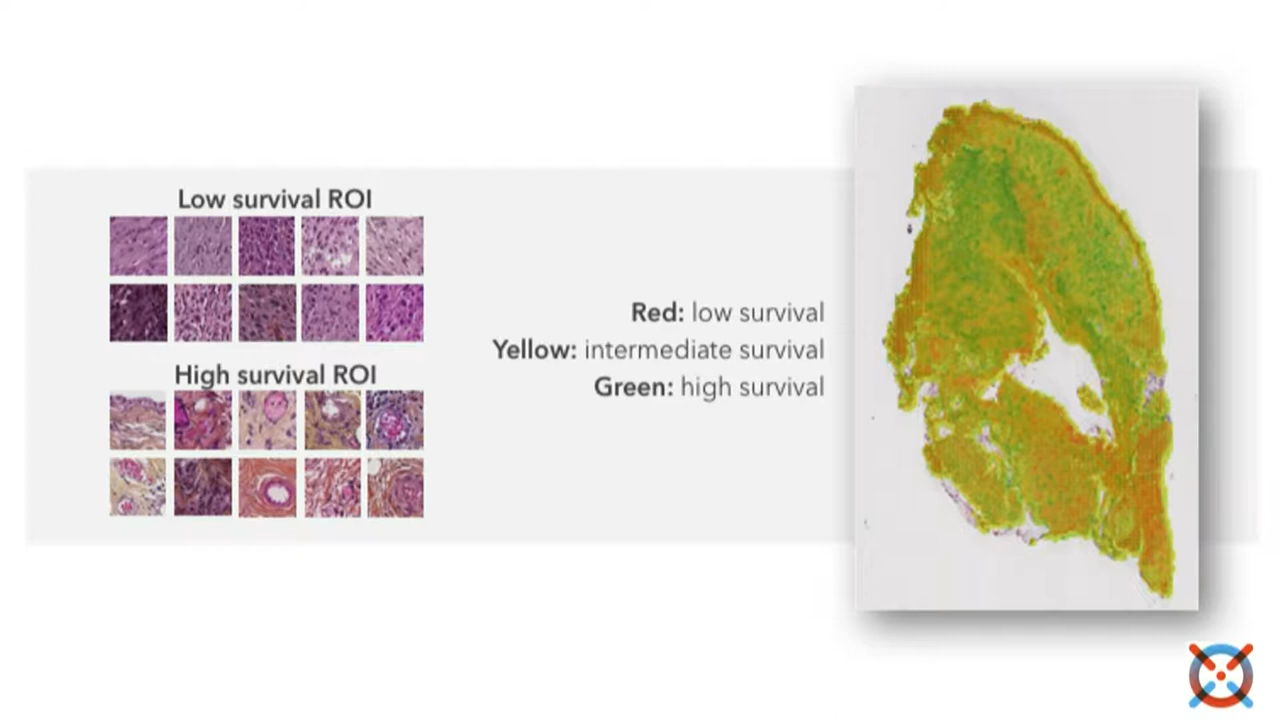 Low survival ROI
High survival ROI
Red: low survival
Yellow: intermediate survival
Green: high survival